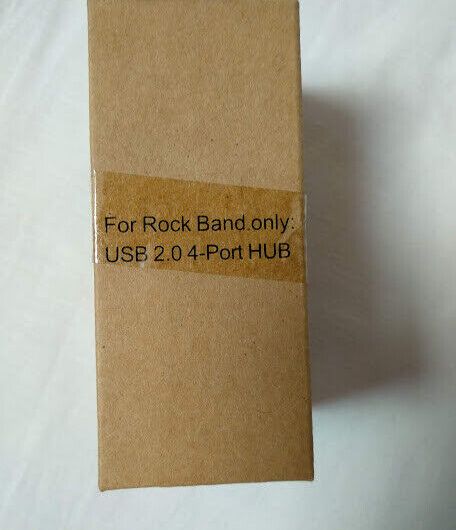 For Rock Band only:
USB 2.0 4-Port HUB